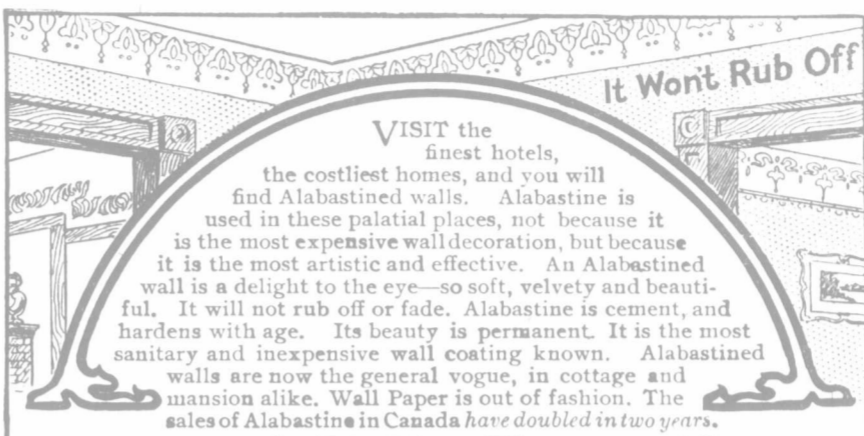 It Won't Rub Off
VISIT the
finest hotels,
the costliest homes, and you will
find Alabastined walls. Alabastine is
used in these palatial places, not because it
is the most expensive wall decoration, but because
it is the most artistic and effective. An Alabastined
wall is a delight to the eye—so soft, velvety and beauti-
ful. It will not rub off or fade. Alabastine is cement, and
hardens with age. Its beauty is permanent. It is the most
sanitary and inexpensive wall coating known. Alabastined
walls are now the general vogue, in cottage and
mansion alike. Wall Paper is out of fashion. The
sales of Alabastine in Canada have doubled in two years.